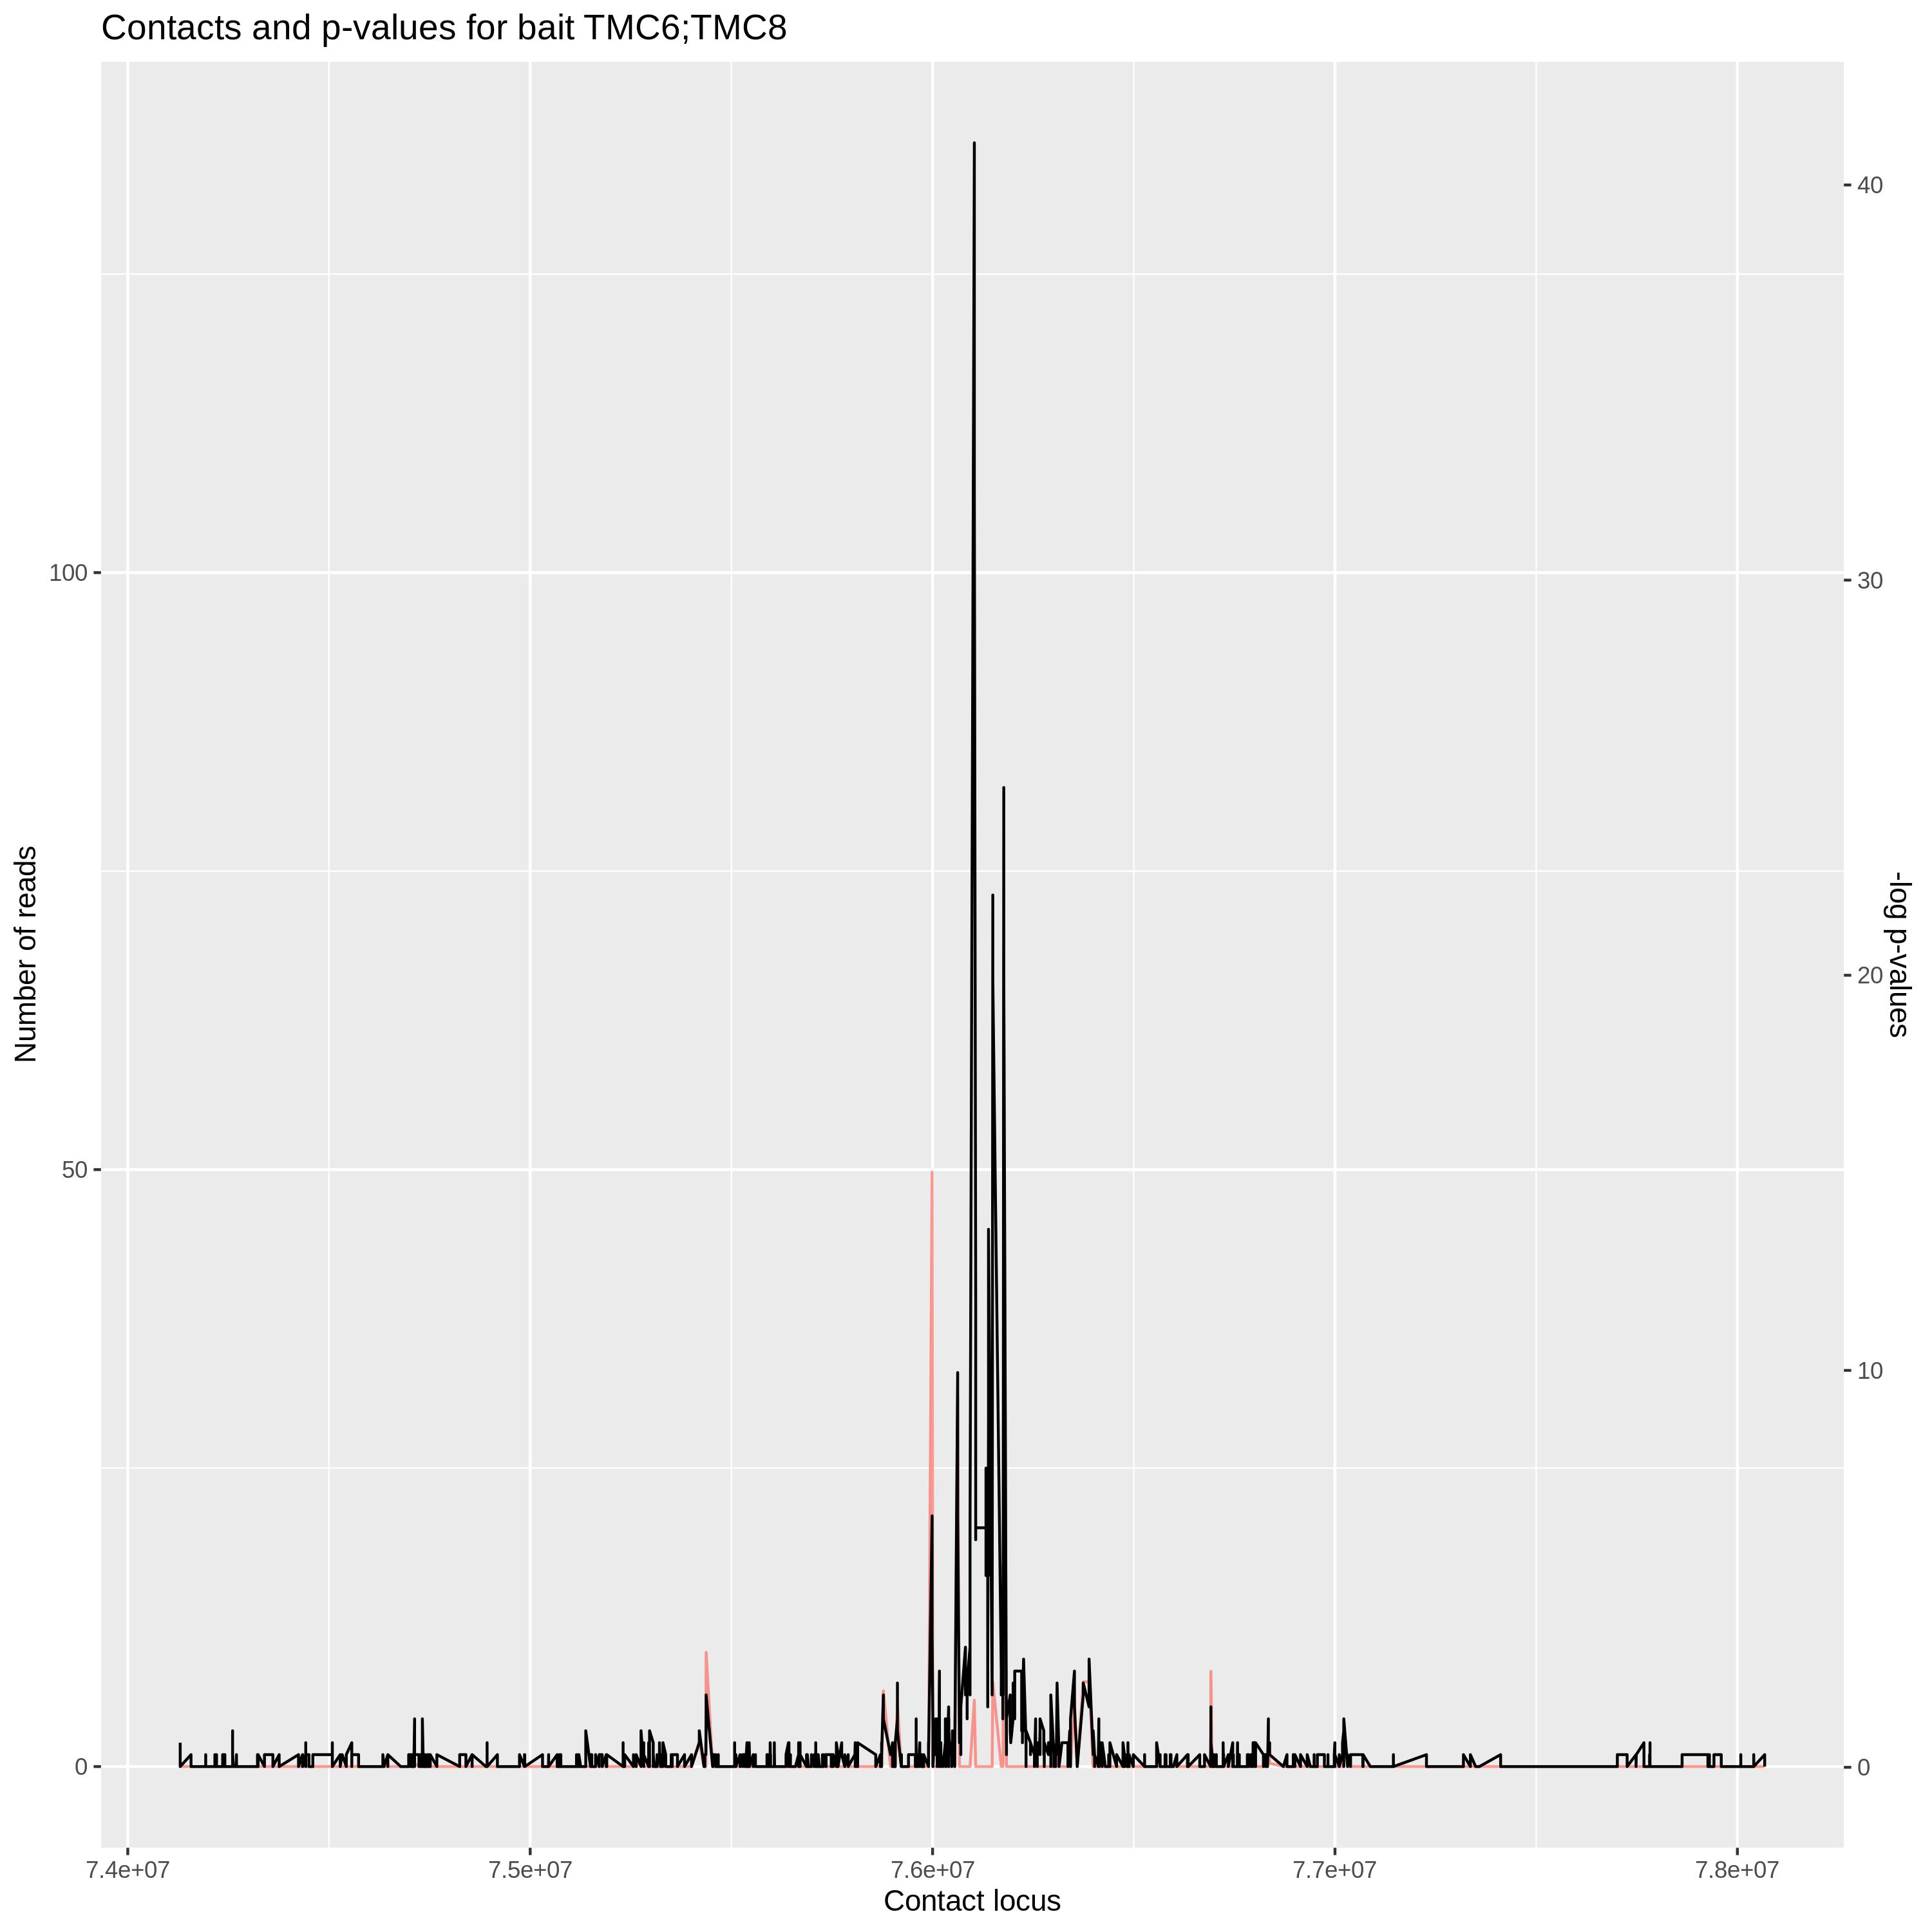 Contacts and p-values for bait TMC6;TMC8
Number of reads
100
50
0
40
30
20
10
0
-log p-values
7.4e+07 7.5e+07 7.6e+07 7.7e+07 7.8e+07
Contact locus